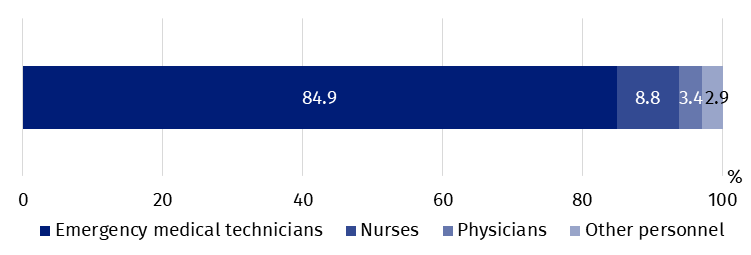 84.9 8.8 3.4 2.9
%
0 20 40 60 80 100
Emergency medical technicians Nurses Physicians Other personnel